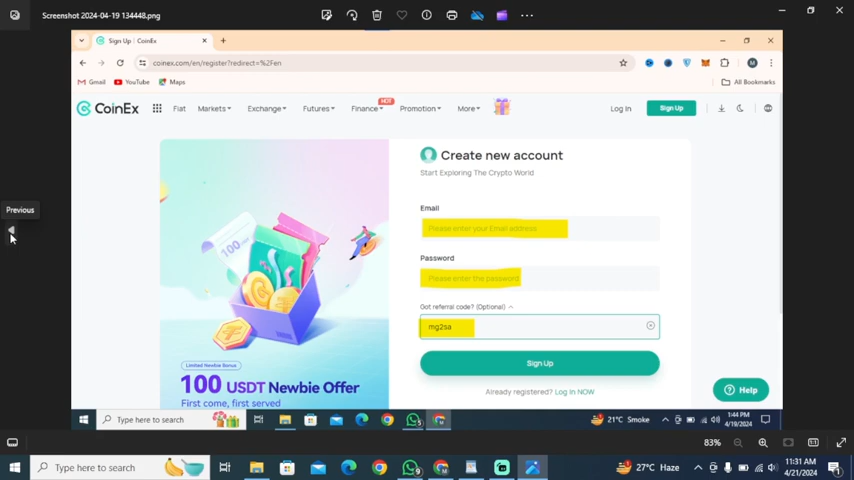 Screenshot 2024-04-19 134448.png
Sign Up | CoinEx
coinex.com/en/register?redirect=%2Fen
Gmail YouTube Maps All Bookmarks
CoinEx Fiat Markets Exchange Futures Finance HOT Promotion More Log In Sign Up
Create new account
Start Exploring The Crypto World
Previous
Email
Please enter your Email address
Password
Please enter the password
Got referral code? (Optional)
mg2sa
Sign Up
Limited Newbie Bonus
100 USDT Newbie Offer
First come, first served
Already registered? Log In NOW
Help
100
Type here to search
21°C Smoke
1:44 PM
4/19/2024
83%
Type here to search
27°C Haze
11:31 AM
4/21/2024